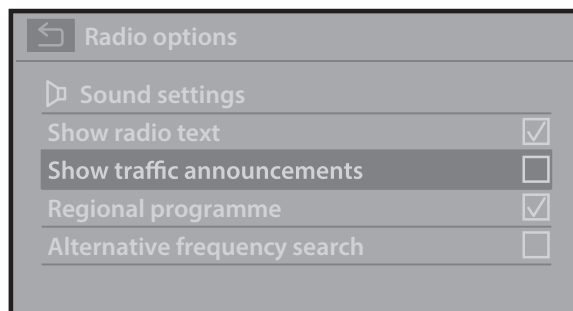 Radio options
Sound settings
Show radio text
Show traffic announcements
Regional programme
Alternative frequency search